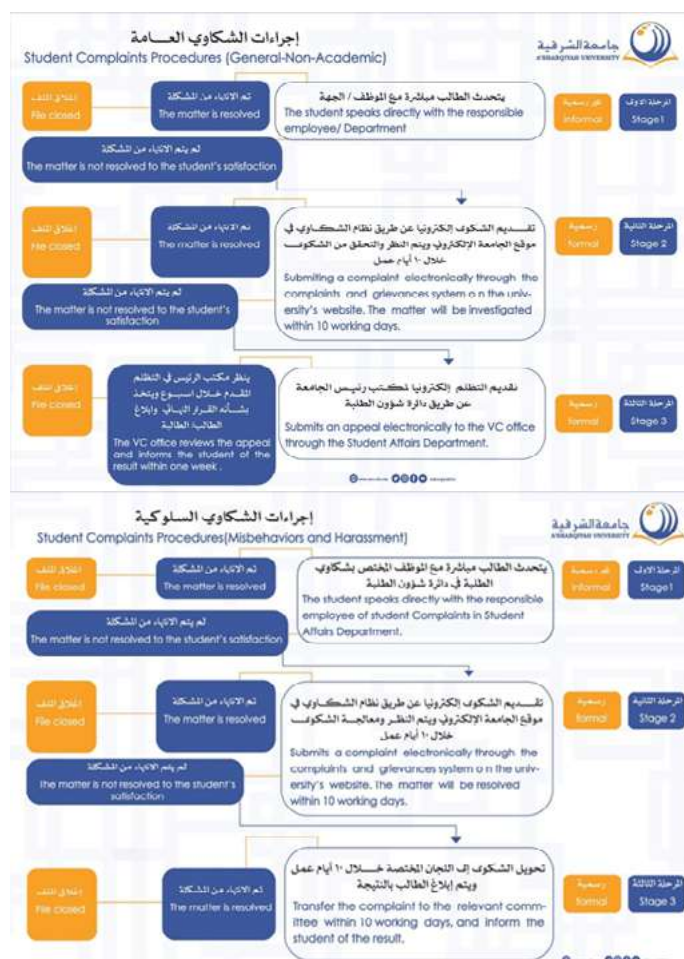 إجراءات الشكاوي العامة
Student Complaints Procedures (General-Non-Academic)
جامعة الشرقية
A'SHARQIYAH UNIVERSITY
المرحلة الاولى
Stage1
غير رسمية
Informal
يتحدث الطالب مباشرة مع الموظف / الجهة
The student speaks directly with the responsible
employee/ Department
تم الانتهاء من المشكلة
The matter is resolved
إغلاق الملف
File closed
لم يتم الانتهاء من المشكلة
The matter is not resolved to the student's satisfaction
المرحلة الثانية
Stage 2
رسمية
formal
تقديم الشكوى إلكترونيا عن طريق نظام الشكاوي في
موقع الجامعة الإلكتروني ويتم النظر والتحقق من الشكوى
خلال ١٠ أيام عمل
Submiting a complaint electronically through the
complaints and grievances system on the univ-
ersity's website. The matter will be investigated
within 10 working days.
تم الانتهاء من المشكلة
The matter is resolved
إغلاق الملف
File closed
لم يتم الانتهاء من المشكلة
The matter is not resolved to the student's
satisfaction
المرحلة الثالثة
Stage 3
رسمية
formal
تقديم التظلم إلكترونيا لمكتب رئيس الجامعة
عن طريق دائرة شؤون الطلبة
Submits an appeal electronically to the VC office
through the Student Affairs Department.
ينظر مكتب الرئيس في التظلم
المقدم خلال اسبوع ويتخذ
بشأنه القرار النهائي وابلاغ
الطالب/ الطالبة
The VC office reviews the appeal
and informs the student of the
result within one week .
إغلاق الملف
File closed
إجراءات الشكاوي السلوكية
Student Complaints Procedures(Misbehaviors and Harassment)
جامعة الشرقية
A'SHARQIYAH UNIVERSITY
المرحلة الاولى
Stage1
غير رسمية
Informal
يتحدث الطالب مباشرة مع الموظف المختص بشكاوي
الطلبة في دائرة شؤون الطلبة
The student speaks directly with the responsible
employee of student Complaints in Student
Affairs Department.
تم الانتهاء من المشكلة
The matter is resolved
إغلاق الملف
File closed
لم يتم الانتهاء من المشكلة
The matter is not resolved to the student's satisfaction
المرحلة الثانية
Stage 2
رسمية
formal
تقديم الشكوى إلكترونيا عن طريق نظام الشكاوي في
موقع الجامعة الإلكتروني ويتم النظر ومعالجة الشكوى
خلال ١٠ أيام عمل
Submits a complaint electronically through the
complaints and grievances system on the univ-
ersity's website. The matter will be resolved
within 10 working days.
تم الانتهاء من المشكلة
The matter is resolved
إغلاق الملف
File closed
لم يتم الانتهاء من المشكلة
The matter is not resolved to the student's
satisfaction
المرحلة الثالثة
Stage 3
رسمية
formal
تحويل الشكوى إلى اللجان المختصة خلال ١٠ أيام عمل
ويتم إبلاغ الطالب بالنتيجة
Transfer the complaint to the relevant comm-
ittee within 10 working days, and inform the
student of the result.
تم الانتهاء من المشكلة
The matter is resolved
إغلاق الملف
File closed